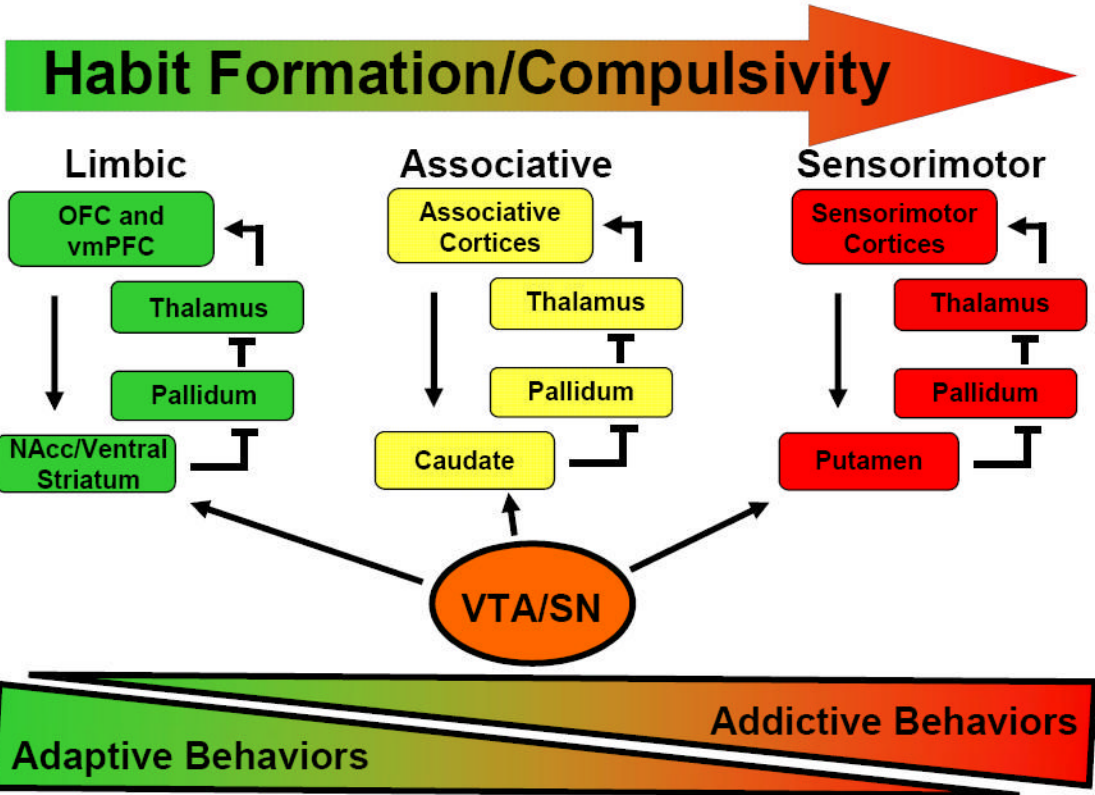 Habit Formation/Compulsivity
Limbic
OFC and
vmPFC
Thalamus
Pallidum
NAcc/Ventral
Striatum
Associative
Associative
Cortices
Thalamus
Pallidum
Caudate
Sensorimotor
Sensorimotor
Cortices
Thalamus
Pallidum
Putamen
VTA/SN
Addictive Behaviors
Adaptive Behaviors